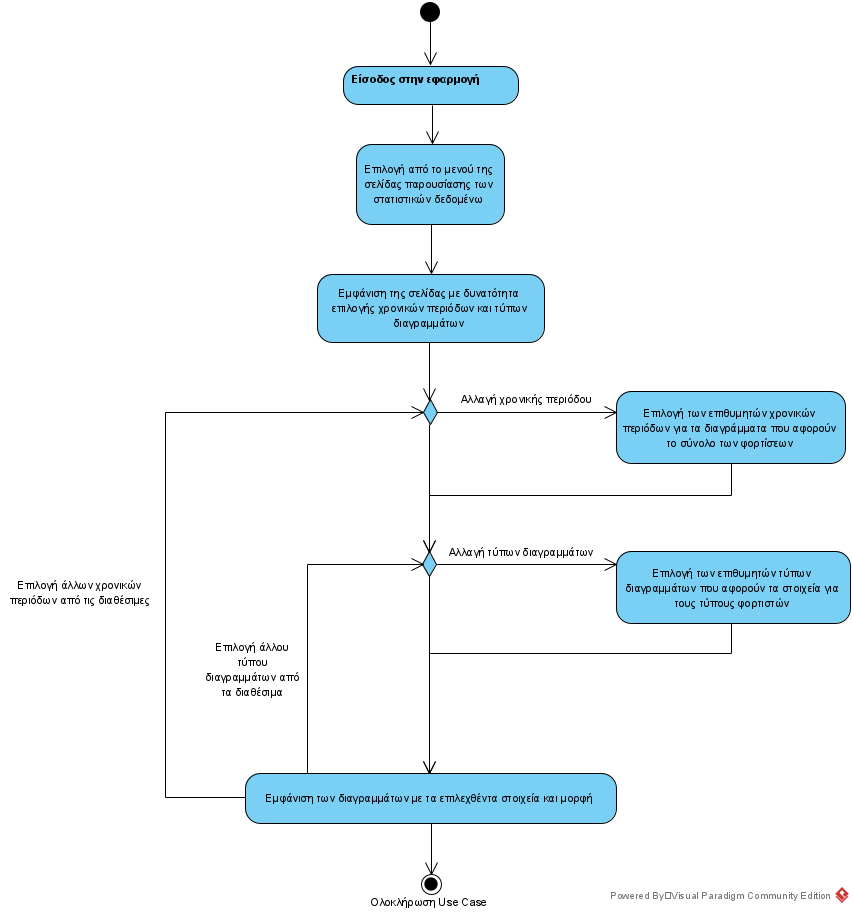 Είσοδος στην εφαρμογή
Επιλογή από το μενού της
σελίδας παρουσίασης των
στατιστικών δεδομένω
Εμφάνιση της σελίδας με δυνατότητα
επιλογής χρονικών περιόδων και τύπων
διαγραμμάτων
Αλλαγή χρονικής περιόδου
Επιλογή των επιθυμητών χρονικών
περιόδων για τα διαγράμματα που αφορούν
το σύνολο των φορτίσεων
Αλλαγή τύπων διαγραμμάτων
Επιλογή των επιθυμητών τύπων
διαγραμμάτων που αφορούν τα στοιχεία για
τους τύπους φορτιστών
Επιλογή άλλων χρονικών
περιόδων από τις διαθέσιμες
Επιλογή άλλου
τύπου
διαγραμμάτων από
τα διαθέσιμα
Εμφάνιση των διαγραμμάτων με τα επιλεχθέντα στοιχεία και μορφή
Ολοκλήρωση Use Case
Powered By Visual Paradigm Community Edition